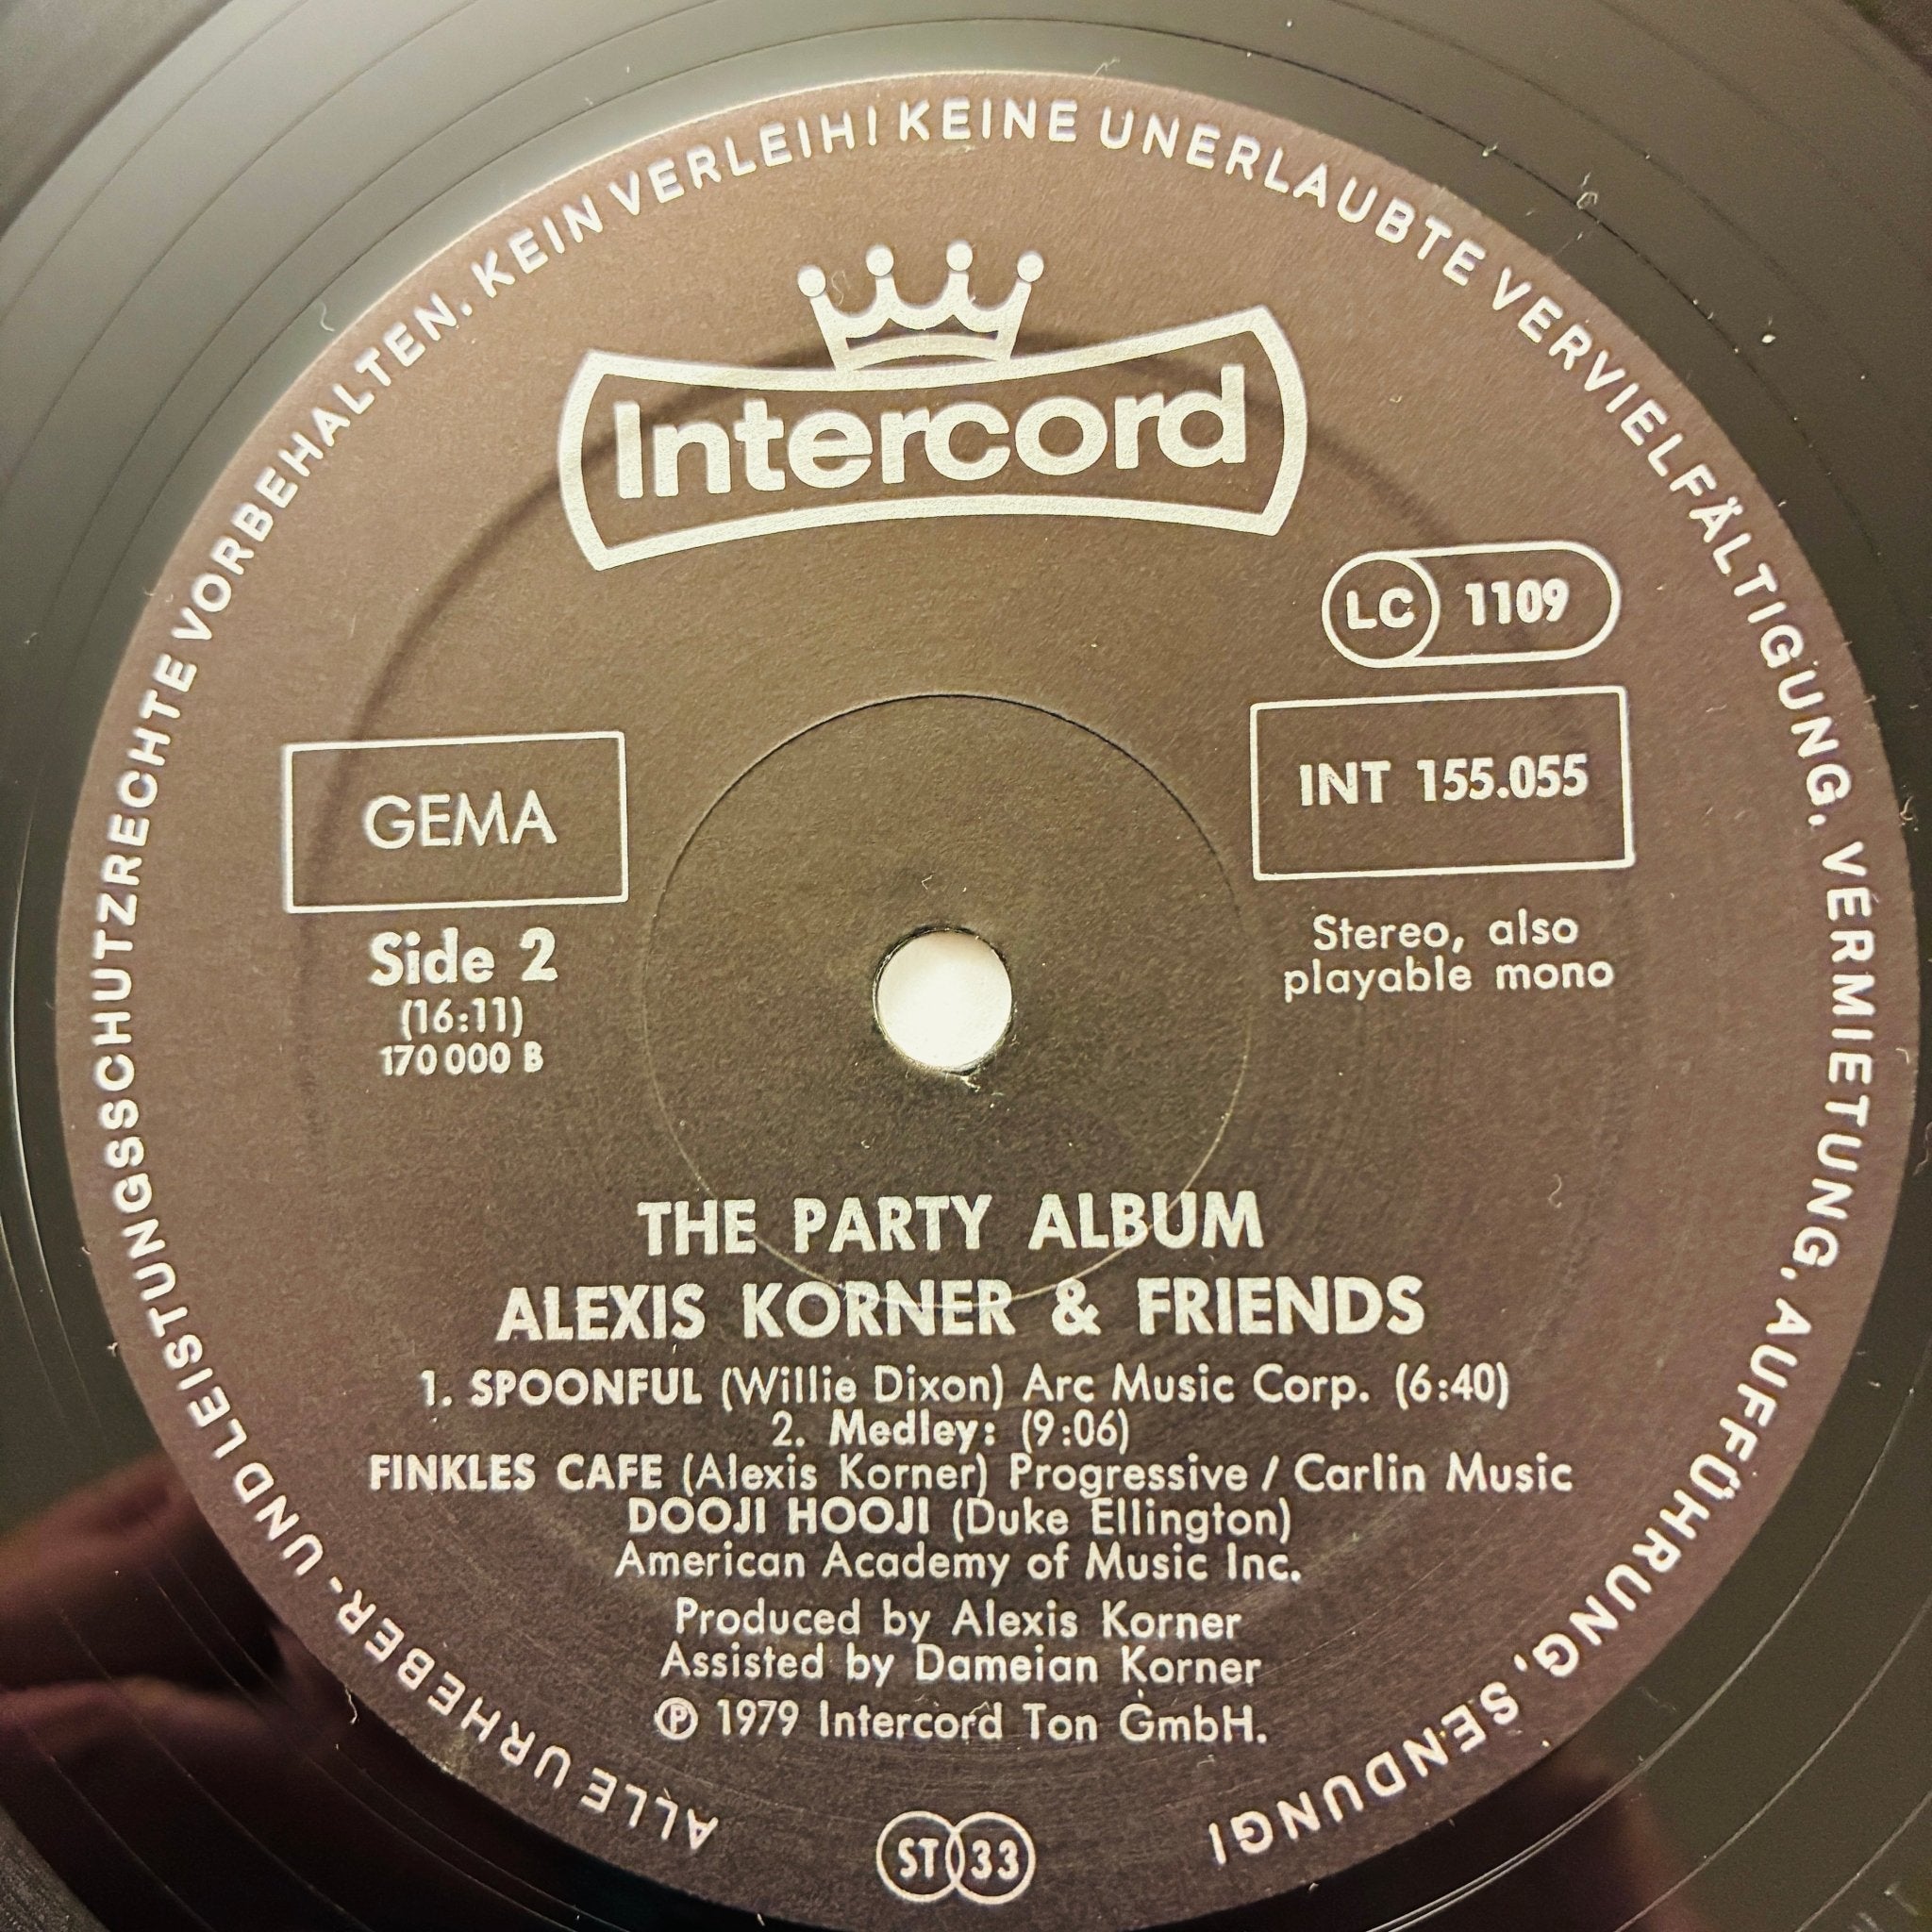 ALLE URHEBER- UND LEISTUNGSSCHUTZRECHTE VORBEHALTEN. KEIN VERLEIH! KEINE UNERLAUBTE VERVIELFÄLTIGUNG, VERMIETUNG, AUFFÜHRUNG, SENDUNG!
Intercord
LC 1109
GEMA
INT 155.055
Side 2
(16:11)
170 000 B
Stereo, also
playable mono
THE PARTY ALBUM
ALEXIS KORNER & FRIENDS
1. SPOONFUL (Willie Dixon) Arc Music Corp. (6:40)
2. Medley: (9:06)
FINKLES CAFE (Alexis Korner) Progressive / Carlin Music
DOOJI HOOJI (Duke Ellington)
American Academy of Music Inc.
Produced by Alexis Korner
Assisted by Dameian Korner
℗ 1979 Intercord Ton GmbH.
ST 33